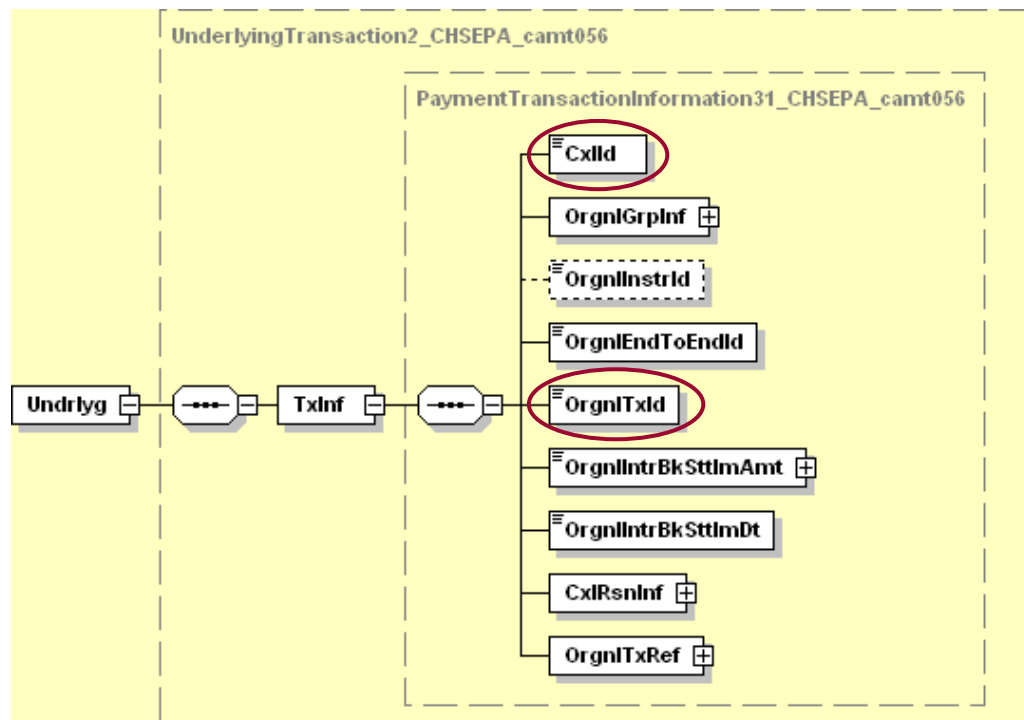 UnderlyingTransaction2_CHSEPA_camt056
PaymentTransactionInformation31_CHSEPA_camt056
CxlId
OrgnlGrpInf
OrgnlInstrId
OrgnlEndToEndId
Undrlyg
TxInf
OrgnlTxId
OrgnlIntrBkSttlmAmt
OrgnlIntrBkSttlmDt
CxlRsnInf
OrgnlTxRef